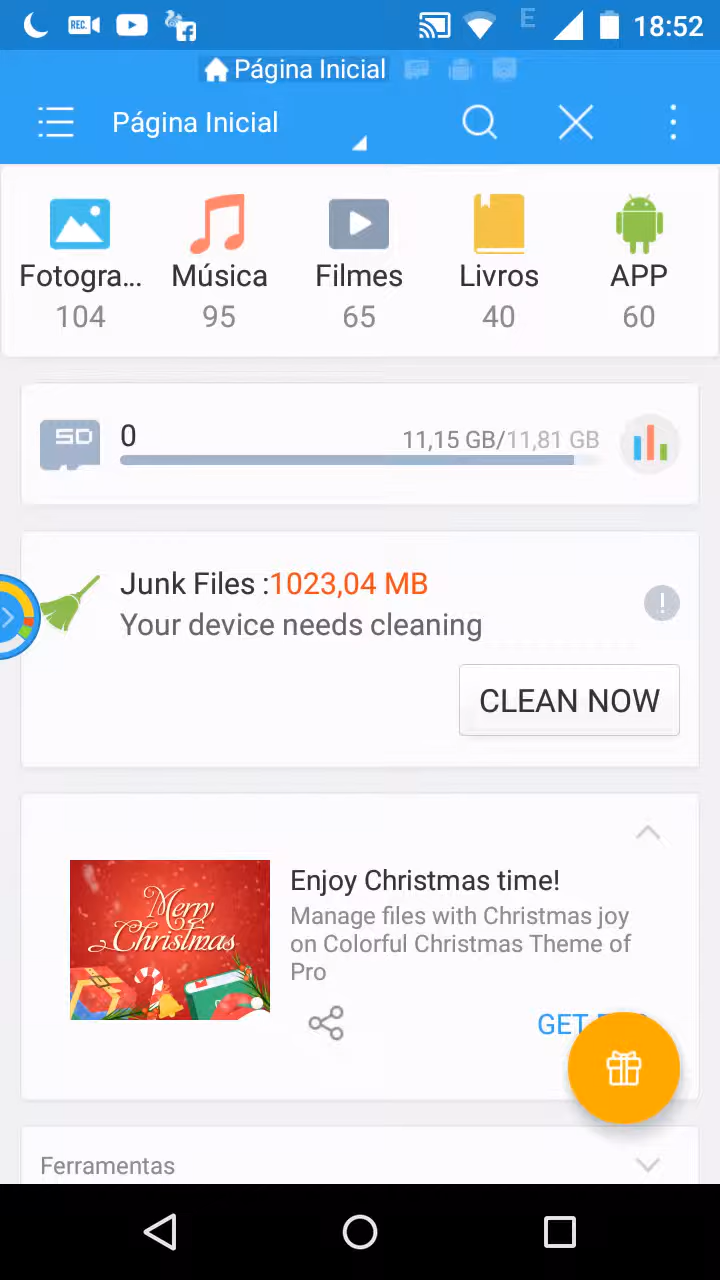 REC.
E
18:52
Página Inicial
Página Inicial
Fotogra...
Música
Filmes
Livros
APP
104
95
65
40
60
SD
0
11,15 GB/11,81 GB
Junk Files :1023,04 MB
Your device needs cleaning
CLEAN NOW
Merry
Christmas
Enjoy Christmas time!
Manage files with Christmas joy
on Colorful Christmas Theme of
Pro
GET
Ferramentas